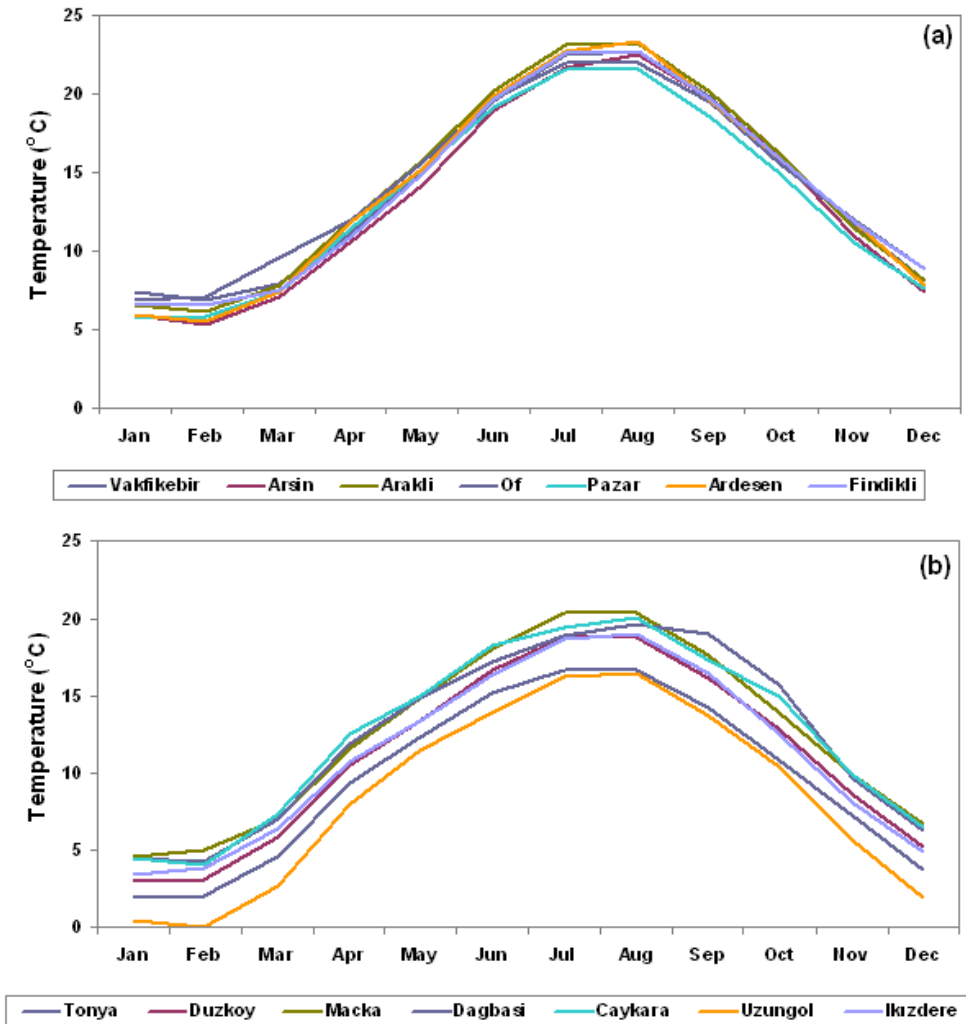 (a)
Temperature (°C)
25
20
15
10
5
0
Jan Feb Mar Apr May Jun Jul Aug Sep Oct Nov Dec
Vakfikebir Arsin Arakli Of Pazar Ardesen Findikli
(b)
Temperature (°C)
25
20
15
10
5
0
Jan Feb Mar Apr May Jun Jul Aug Sep Oct Nov Dec
Tonya Duzkoy Macka Dagbasi Caykara Uzungol Ikızdere